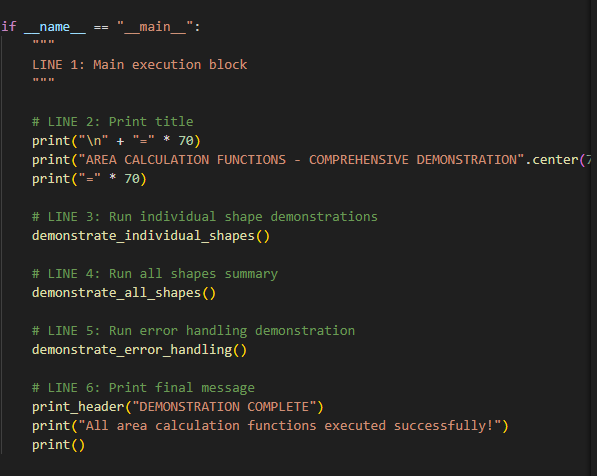 if __name__ == "__main__":
    """
    LINE 1: Main execution block
    """

    # LINE 2: Print title
    print("\n" + "=" * 70)
    print("AREA CALCULATION FUNCTIONS - COMPREHENSIVE DEMONSTRATION".center(7
    print("=" * 70)

    # LINE 3: Run individual shape demonstrations
    demonstrate_individual_shapes()

    # LINE 4: Run all shapes summary
    demonstrate_all_shapes()

    # LINE 5: Run error handling demonstration
    demonstrate_error_handling()

    # LINE 6: Print final message
    print_header("DEMONSTRATION COMPLETE")
    print("All area calculation functions executed successfully!")
    print()